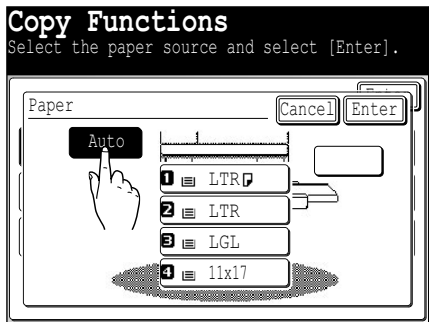 Copy Functions
Select the paper source and select [Enter].
Paper
Cancel
Enter
Auto
1 LTR
2 LTR
3 LGL
4 11x17